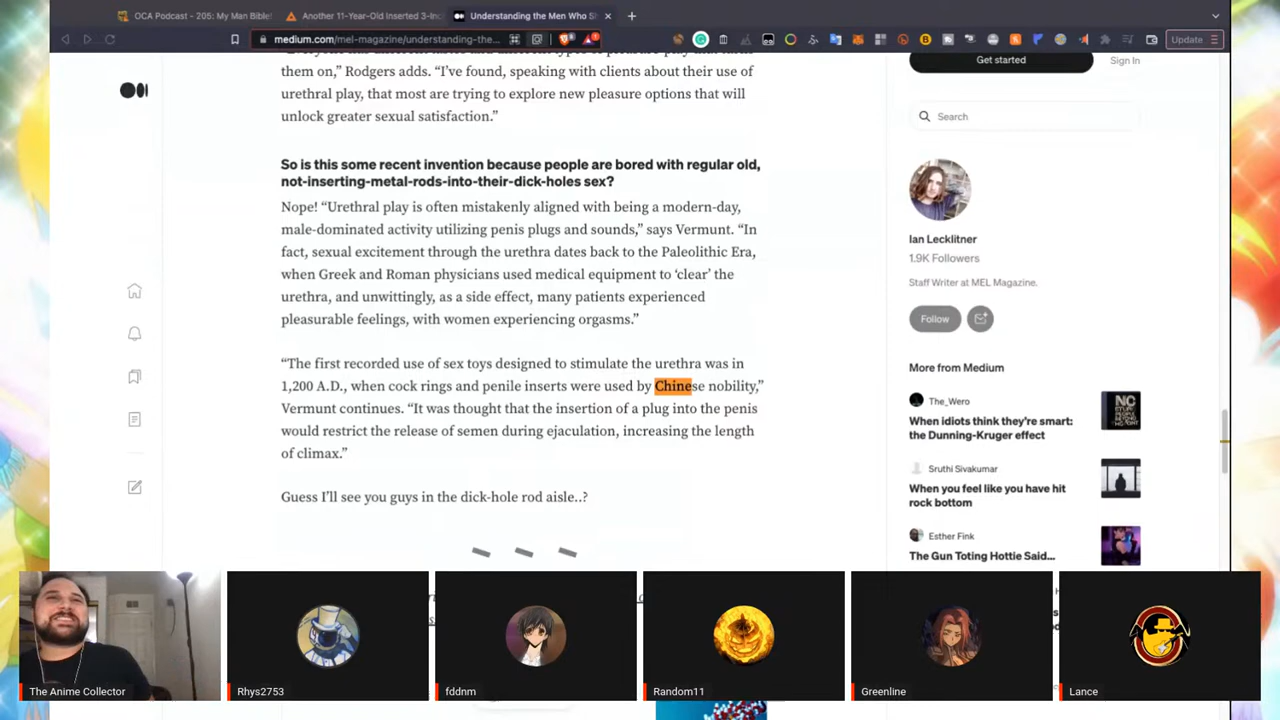 OCA Podcast - 205: My Man Bible!
Another 11-Year-Old Inserted 3-Inc
Understanding the Men Who Sh
medium.com/mel-magazine/understanding-the...
Update
them on,” Rodgers adds. “I’ve found, speaking with clients about their use of
urethral play, that most are trying to explore new pleasure options that will
unlock greater sexual satisfaction.”
So is this some recent invention because people are bored with regular old,
not-inserting-metal-rods-into-their-dick-holes sex?
Nope! “Urethral play is often mistakenly aligned with being a modern-day,
male-dominated activity utilizing penis plugs and sounds,” says Vermunt. “In
fact, sexual excitement through the urethra dates back to the Paleolithic Era,
when Greek and Roman physicians used medical equipment to ‘clear’ the
urethra, and unwittingly, as a side effect, many patients experienced
pleasurable feelings, with women experiencing orgasms.”
“The first recorded use of sex toys designed to stimulate the urethra was in
1,200 A.D., when cock rings and penile inserts were used by Chinese nobility,”
Vermunt continues. “It was thought that the insertion of a plug into the penis
would restrict the release of semen during ejaculation, increasing the length
of climax.”
Guess I’ll see you guys in the dick-hole rod aisle..?
Get started
Sign In
Search
Ian Lecklitner
1.9K Followers
Staff Writer at MEL Magazine.
Follow
More from Medium
The_Wero
When idiots think they’re smart:
the Dunning-Kruger effect
Sruthi Sivakumar
When you feel like you have hit
rock bottom
Esther Fink
The Gun Toting Hottie Said...
The Anime Collector
Rhys2753
fddnm
Random11
Greenline
Lance